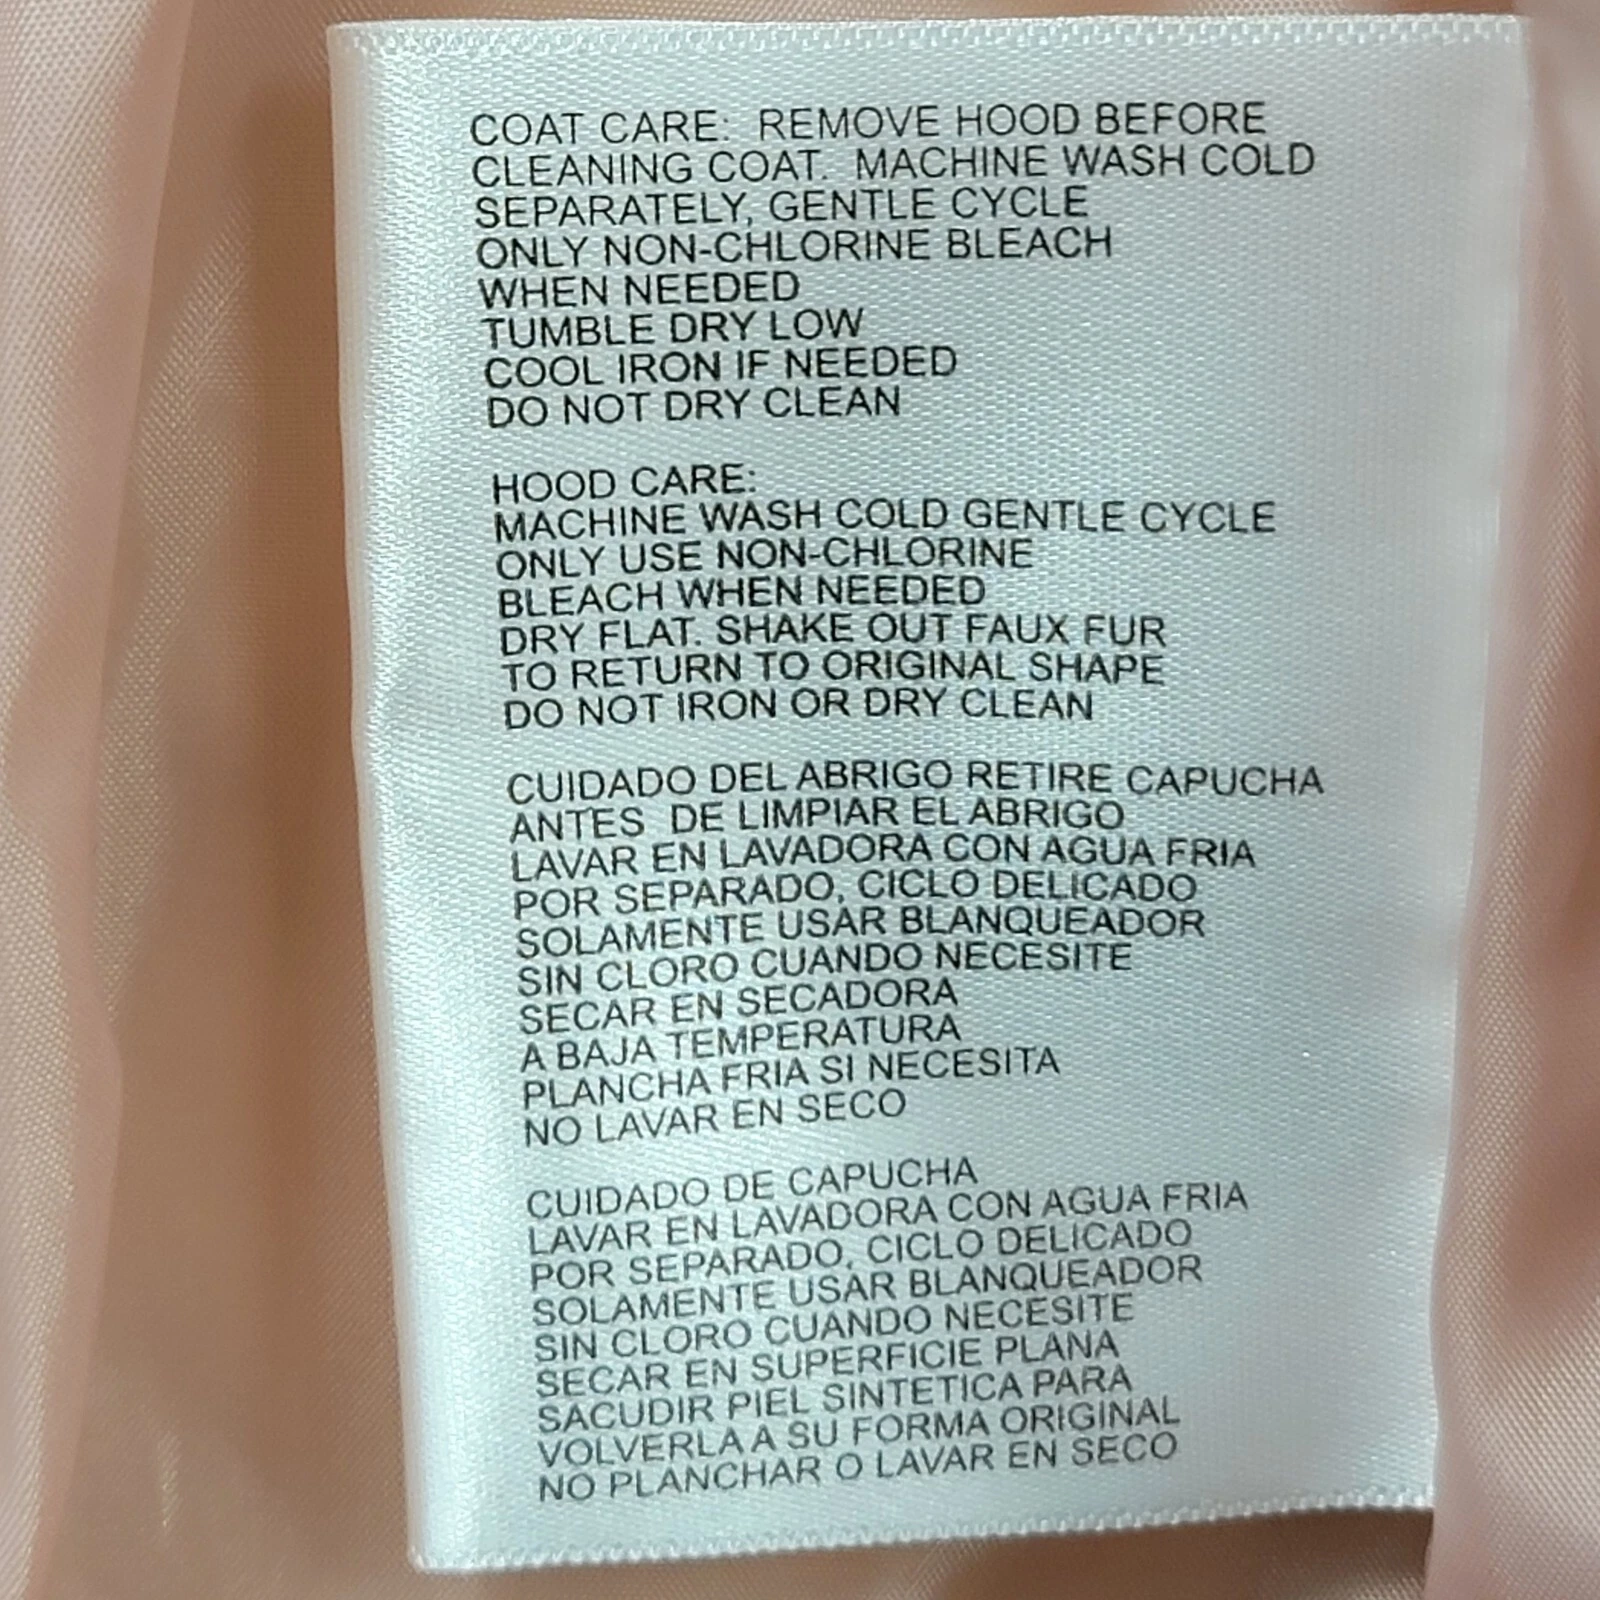 COAT CARE: REMOVE HOOD BEFORE
CLEANING COAT. MACHINE WASH COLD
SEPARATELY, GENTLE CYCLE
ONLY NON-CHLORINE BLEACH
WHEN NEEDED
TUMBLE DRY LOW
COOL IRON IF NEEDED
DO NOT DRY CLEAN
HOOD CARE:
MACHINE WASH COLD GENTLE CYCLE
ONLY USE NON-CHLORINE
BLEACH WHEN NEEDED
DRY FLAT. SHAKE OUT FAUX FUR
TO RETURN TO ORIGINAL SHAPE
DO NOT IRON OR DRY CLEAN
CUIDADO DEL ABRIGO RETIRE CAPUCHA
ANTES DE LIMPIAR EL ABRIGO
LAVAR EN LAVADORA CON AGUA FRIA
POR SEPARADO, CICLO DELICADO
SOLAMENTE USAR BLANQUEADOR
SIN CLORO CUANDO NECESITE
SECAR EN SECADORA
A BAJA TEMPERATURA
PLANCHA FRIA SI NECESITA
NO LAVAR EN SECO
CUIDADO DE CAPUCHA
LAVAR EN LAVADORA CON AGUA FRIA
POR SEPARADO, CICLO DELICADO
SOLAMENTE USAR BLANQUEADOR
SIN CLORO CUANDO NECESITE
SECAR EN SUPERFICIE PLANA
SACUDIR PIEL SINTETICA PARA
VOLVERLA A SU FORMA ORIGINAL
NO PLANCHAR O LAVAR EN SECO